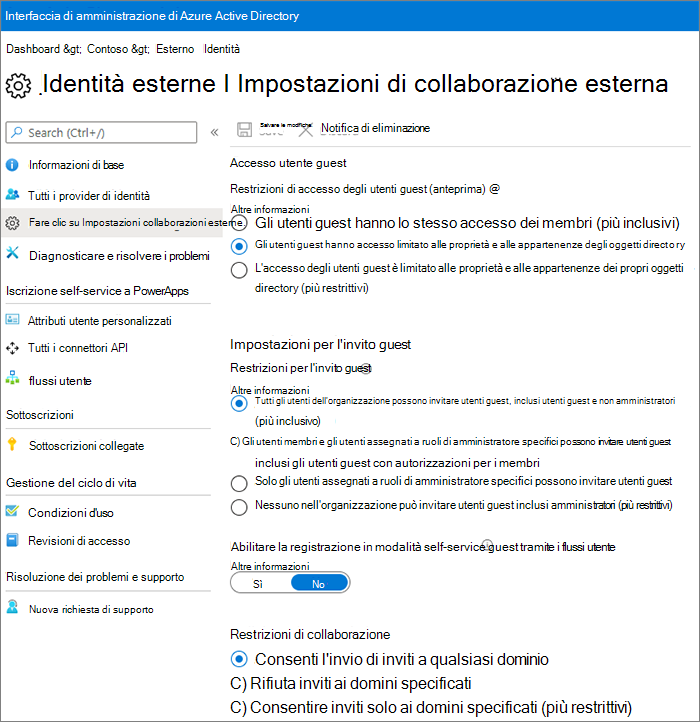 Interfaccia di amministrazione di Azure Active Directory
Dashboard &gt; Contoso &gt; Esterno Identità
Identità esterne I Impostazioni di collaborazione esterna
Search (Ctrl+/)
«
Salvare le modifiche
Notifica di eliminazione
Informazioni di base
Tutti i provider di identità
Fare clic su Impostazioni collaborazioni esterne
Diagnosticare e risolvere i problemi
Iscrizione self-service a PowerApps
Attributi utente personalizzati
Tutti i connettori API
flussi utente
Sottoscrizioni
Sottoscrizioni collegate
Gestione del ciclo di vita
Condizioni d'uso
Revisioni di accesso
Risoluzione dei problemi e supporto
Nuova richiesta di supporto
Accesso utente guest
Restrizioni di accesso degli utenti guest (anteprima) @
Altre informazioni
Gli utenti guest hanno lo stesso accesso dei membri (più inclusivi)
Gli utenti guest hanno accesso limitato alle proprietà e alle appartenenze degli oggetti directory
L'accesso degli utenti guest è limitato alle proprietà e alle appartenenze dei propri oggetti
directory (più restrittivi)
Impostazioni per l'invito guest
Restrizioni per l'invito guest
Altre informazioni
Tutti gli utenti dell'organizzazione possono invitare utenti guest, inclusi utenti guest e non amministratori
(più inclusivo)
C) Gli utenti membri e gli utenti assegnati a ruoli di amministratore specifici possono invitare utenti guest
inclusi gli utenti guest con autorizzazioni per i membri
Solo gli utenti assegnati a ruoli di amministratore specifici possono invitare utenti guest
Nessuno nell'organizzazione può invitare utenti guest inclusi amministratori (più restrittivi)
Abilitare la registrazione in modalità self-service guest tramite i flussi utente
Altre informazioni
Sì No
Restrizioni di collaborazione
Consenti l'invio di inviti a qualsiasi dominio
C) Rifiuta inviti ai domini specificati
C) Consentire inviti solo ai domini specificati (più restrittivi)